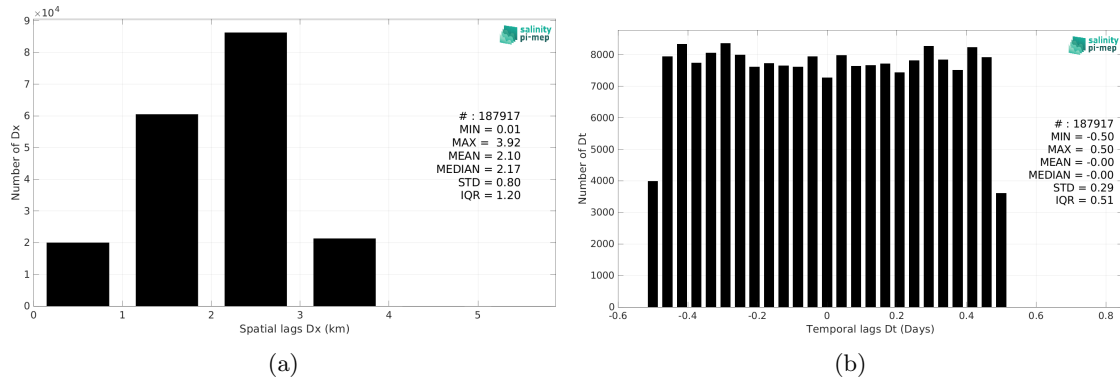 9 ×10⁴
8
7
6
5
4
3
2
1
0
Number of Dx
0 1 2 3 4 5
Spatial lags Dx (km)
salinity
pi-mep
# : 187917
MIN = 0.01
MAX = 3.92
MEAN = 2.10
MEDIAN = 2.17
STD = 0.80
IQR = 1.20
(a)
8000
7000
6000
5000
4000
3000
2000
1000
0
Number of Dt
-0.6 -0.4 -0.2 0 0.2 0.4 0.6 0.8
Temporal lags Dt (Days)
salinity
pi-mep
# : 187917
MIN = -0.50
MAX = 0.50
MEAN = -0.00
MEDIAN = -0.00
STD = 0.29
IQR = 0.51
(b)